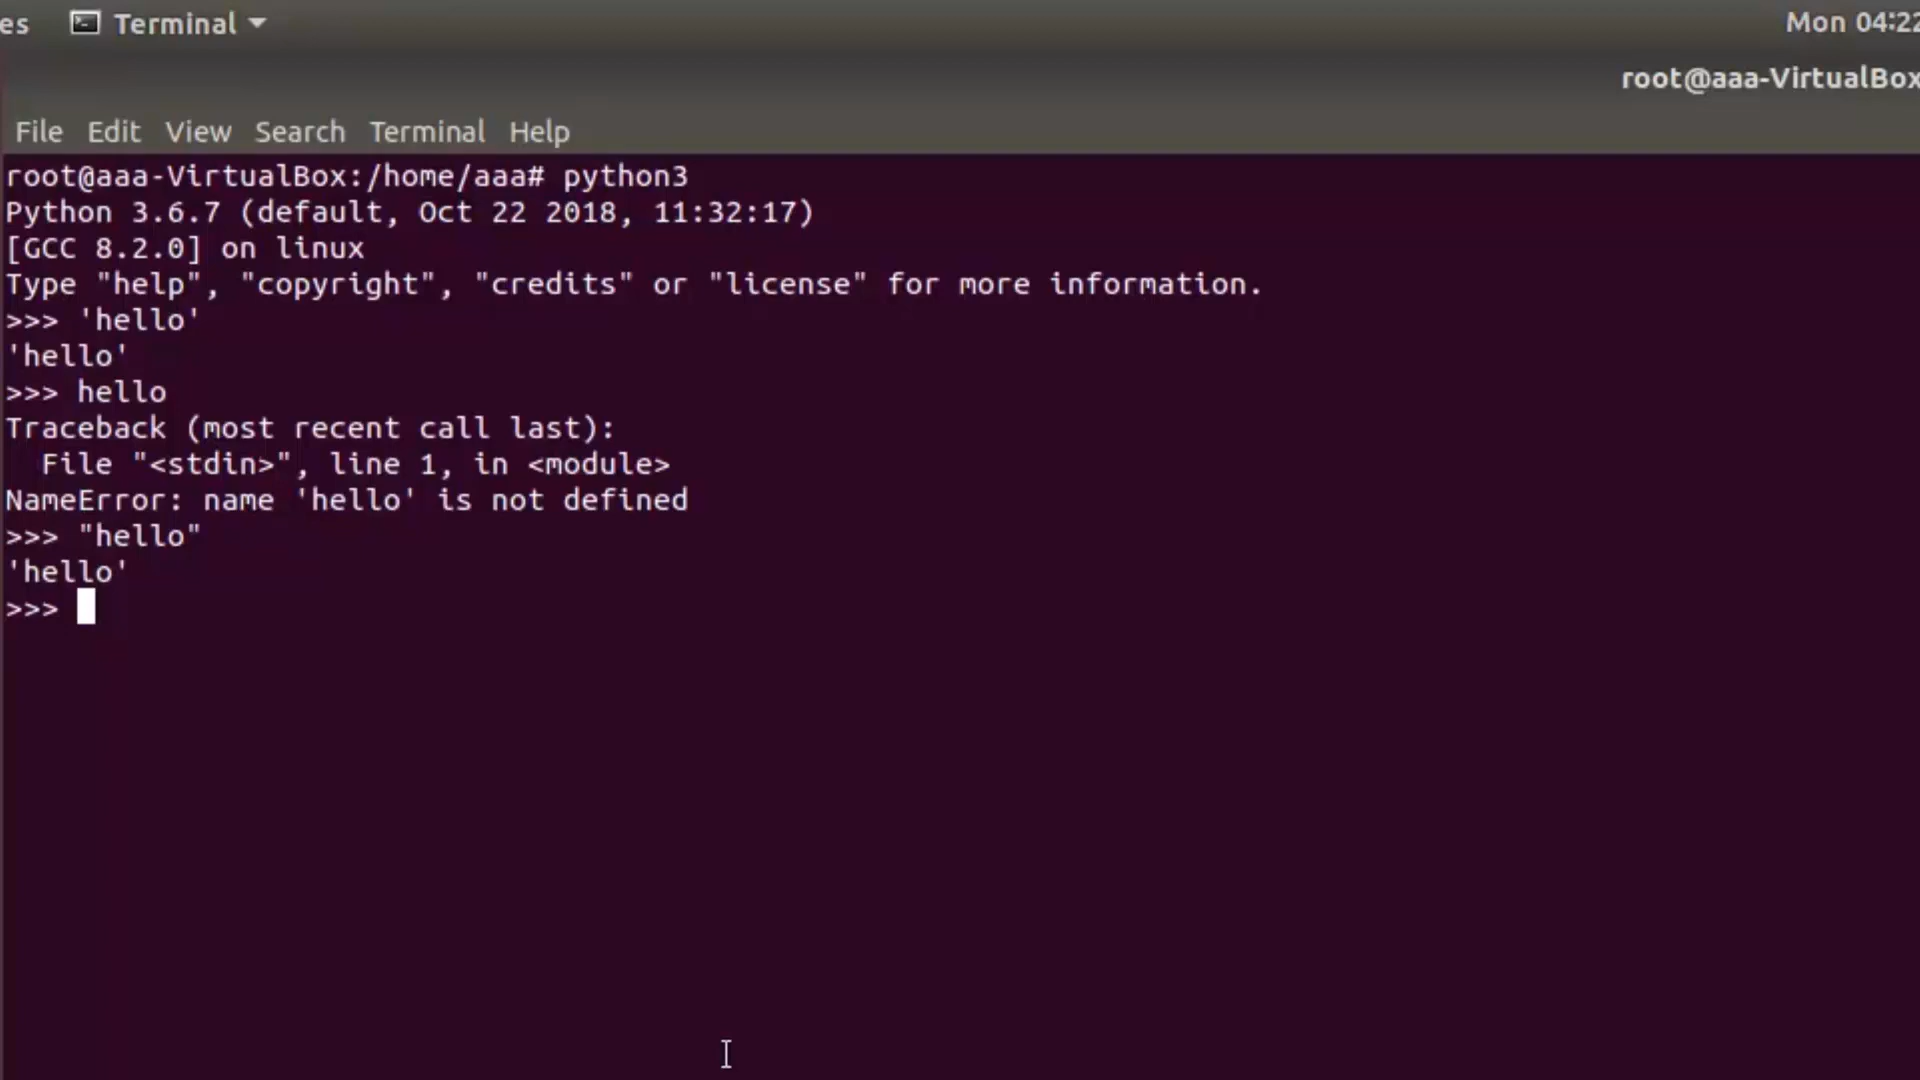 es Terminal Mon 04:22
root@aaa-VirtualBox
File Edit View Search Terminal Help
root@aaa-VirtualBox:/home/aaa# python3
Python 3.6.7 (default, Oct 22 2018, 11:32:17)
[GCC 8.2.0] on linux
Type "help", "copyright", "credits" or "license" for more information.
>>> 'hello'
'hello'
>>> hello
Traceback (most recent call last):
  File "<stdin>", line 1, in <module>
NameError: name 'hello' is not defined
>>> "hello"
'hello'
>>>